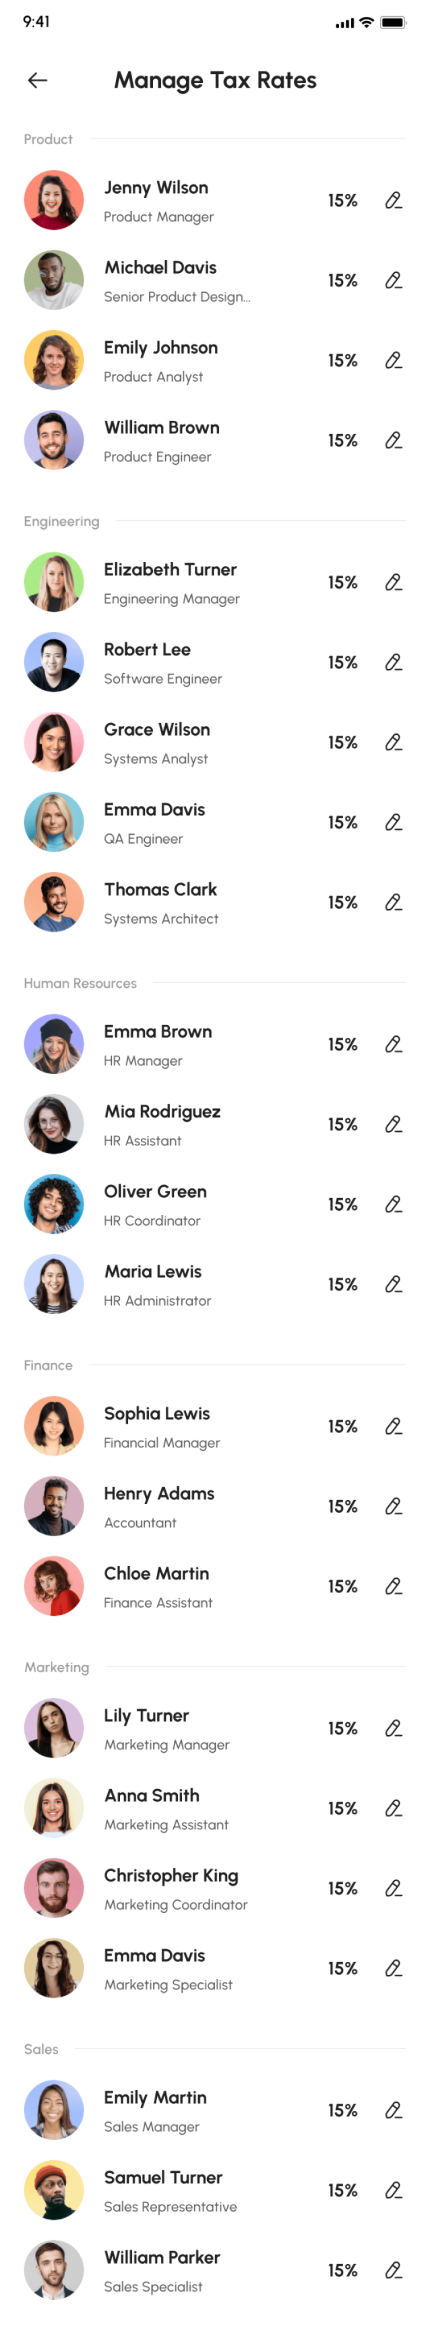 9:41
Manage Tax Rates
Product
Jenny Wilson
Product Manager
15%
Michael Davis
Senior Product Design...
15%
Emily Johnson
Product Analyst
15%
William Brown
Product Engineer
15%
Engineering
Elizabeth Turner
Engineering Manager
15%
Robert Lee
Software Engineer
15%
Grace Wilson
Systems Analyst
15%
Emma Davis
QA Engineer
15%
Thomas Clark
Systems Architect
15%
Human Resources
Emma Brown
HR Manager
15%
Mia Rodriguez
HR Assistant
15%
Oliver Green
HR Coordinator
15%
Maria Lewis
HR Administrator
15%
Finance
Sophia Lewis
Financial Manager
15%
Henry Adams
Accountant
15%
Chloe Martin
Finance Assistant
15%
Marketing
Lily Turner
Marketing Manager
15%
Anna Smith
Marketing Assistant
15%
Christopher King
Marketing Coordinator
15%
Emma Davis
Marketing Specialist
15%
Sales
Emily Martin
Sales Manager
15%
Samuel Turner
Sales Representative
15%
William Parker
Sales Specialist
15%